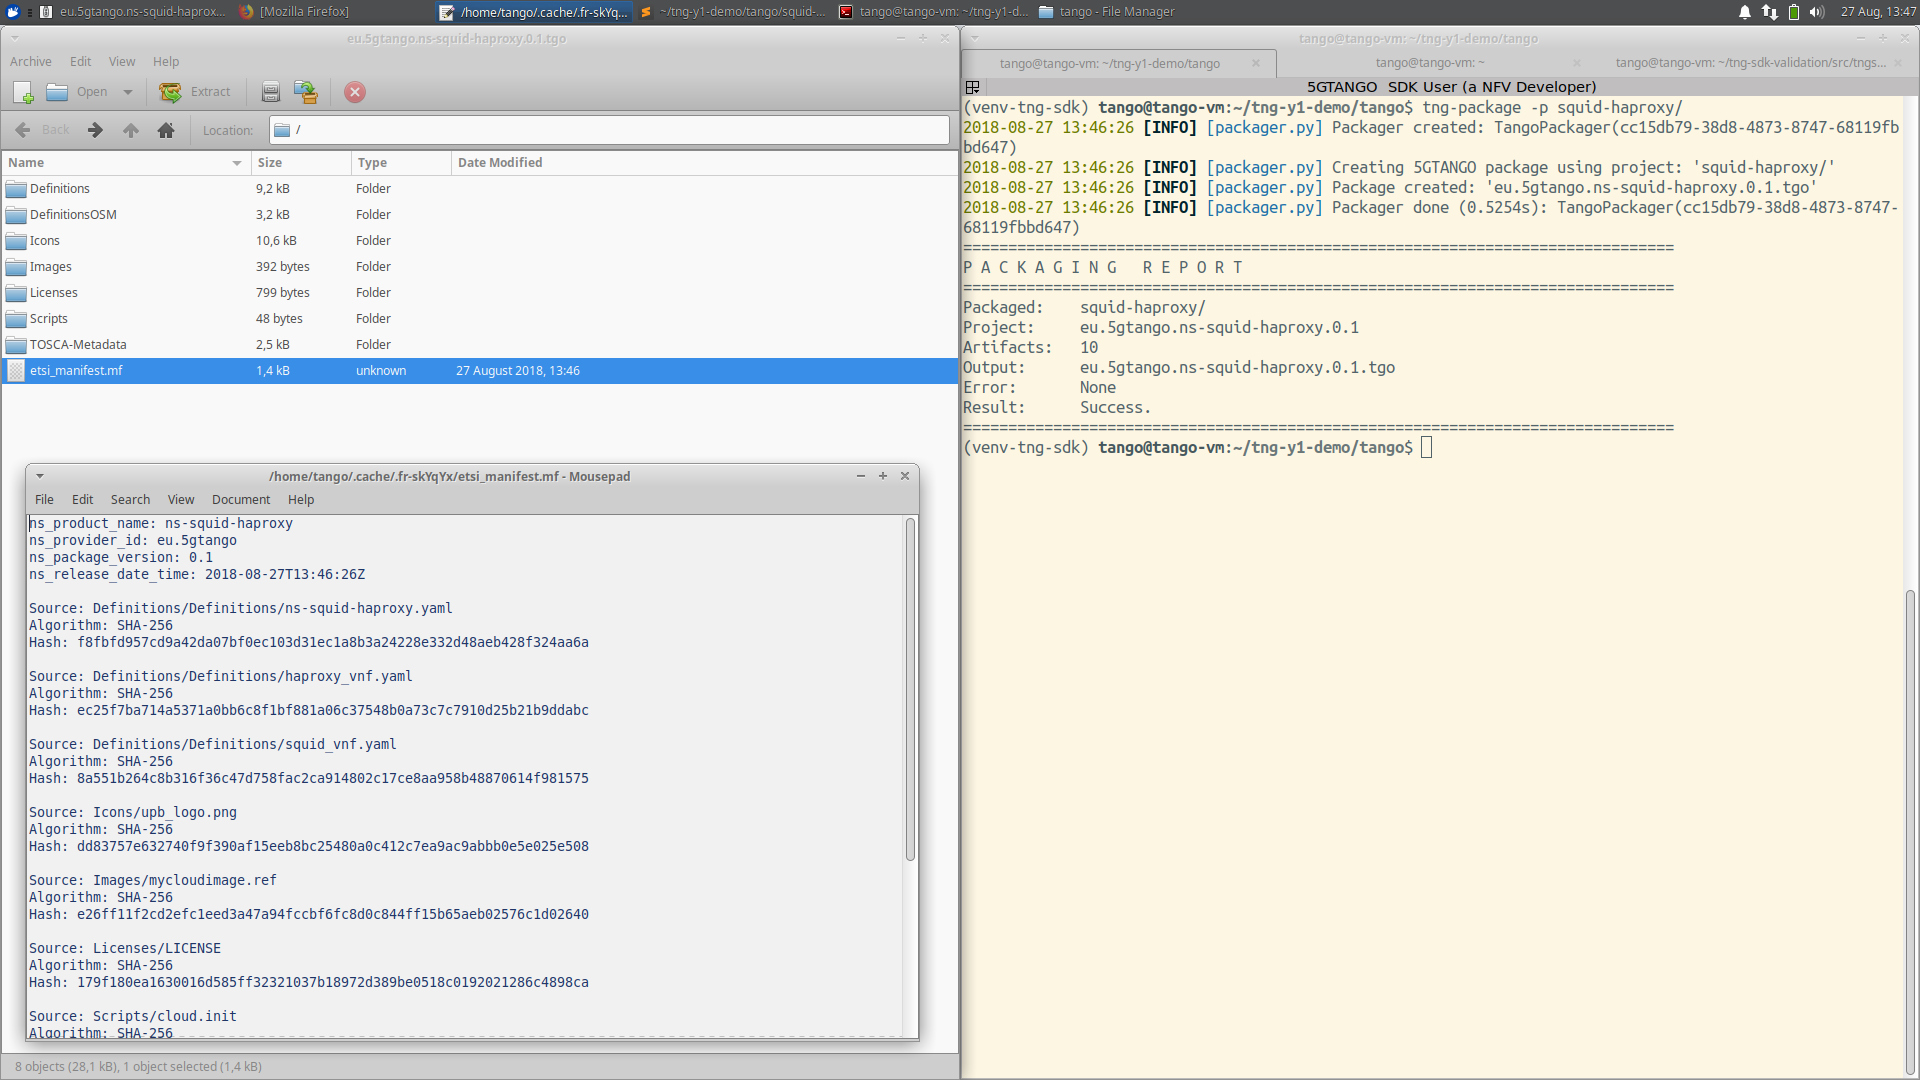 eu.5gtango.ns-squid-haprox...
[Mozilla Firefox]
/home/tango/.cache/.fr-skYq...
~/tng-y1-demo/tango/squid-...
tango@tango-vm: ~/tng-y1-d...
tango - File Manager
27 Aug, 13:47
eu.5gtango.ns-squid-haproxy.0.1.tgo
Archive Edit View Help
Open Extract
Back Location: /
Name Size Type Date Modified
Definitions 9,2 kB Folder
DefinitionsOSM 3,2 kB Folder
Icons 10,6 kB Folder
Images 392 bytes Folder
Licenses 799 bytes Folder
Scripts 48 bytes Folder
TOSCA-Metadata 2,5 kB Folder
etsi_manifest.mf 1,4 kB unknown 27 August 2018, 13:46
/home/tango/.cache/.fr-skYqYx/etsi_manifest.mf - Mousepad
File Edit Search View Document Help
ns_product_name: ns-squid-haproxy
ns_provider_id: eu.5gtango
ns_package_version: 0.1
ns_release_date_time: 2018-08-27T13:46:26Z
Source: Definitions/Definitions/ns-squid-haproxy.yaml
Algorithm: SHA-256
Hash: f8fbfd957cd9a42da07bf0ec103d31ec1a8b3a24228e332d48aeb428f324aa6a
Source: Definitions/Definitions/haproxy_vnf.yaml
Algorithm: SHA-256
Hash: ec25f7ba714a5371a0bb6c8f1bf881a06c37548b0a73c7c7910d25b21b9ddabc
Source: Definitions/Definitions/squid_vnf.yaml
Algorithm: SHA-256
Hash: 8a551b264c8b316f36c47d758fac2ca914802c17ce8aa958b48870614f981575
Source: Icons/upb_logo.png
Algorithm: SHA-256
Hash: dd83757e632740f9f390af15eeb8bc25480a0c412c7ea9ac9abbb0e5e025e508
Source: Images/mycloudimage.ref
Algorithm: SHA-256
Hash: e26ff11f2cd2efc1eed3a47a94fccbf6fc8d0c844ff15b65aeb02576c1d02640
Source: Licenses/LICENSE
Algorithm: SHA-256
Hash: 179f180ea1630016d585ff32321037b18972d389be0518c0192021286c4898ca
Source: Scripts/cloud.init
Algorithm: SHA-256
8 objects (28,1 kB), 1 object selected (1,4 kB)
tango@tango-vm: ~/tng-y1-demo/tango
tango@tango-vm: ~/tng-y1-demo/tango
tango@tango-vm: ~
tango@tango-vm: ~/tng-sdk-validation/src/tngs...
5GTANGO SDK User (a NFV Developer)
(venv-tng-sdk) tango@tango-vm:~/tng-y1-demo/tango$ tng-package -p squid-haproxy/
2018-08-27 13:46:26 [INFO] [packager.py] Packager created: TangoPackager(cc15db79-38d8-4873-8747-68119fb
bd647)
2018-08-27 13:46:26 [INFO] [packager.py] Creating 5GTANGO package using project: 'squid-haproxy/'
2018-08-27 13:46:26 [INFO] [packager.py] Package created: 'eu.5gtango.ns-squid-haproxy.0.1.tgo'
2018-08-27 13:46:26 [INFO] [packager.py] Packager done (0.5254s): TangoPackager(cc15db79-38d8-4873-8747-
68119fbbd647)
===============================================================================
P A C K A G I N G   R E P O R T
===============================================================================
Packaged: squid-haproxy/
Project: eu.5gtango.ns-squid-haproxy.0.1
Artifacts: 10
Output: eu.5gtango.ns-squid-haproxy.0.1.tgo
Error: None
Result: Success.
===============================================================================
(venv-tng-sdk) tango@tango-vm:~/tng-y1-demo/tango$